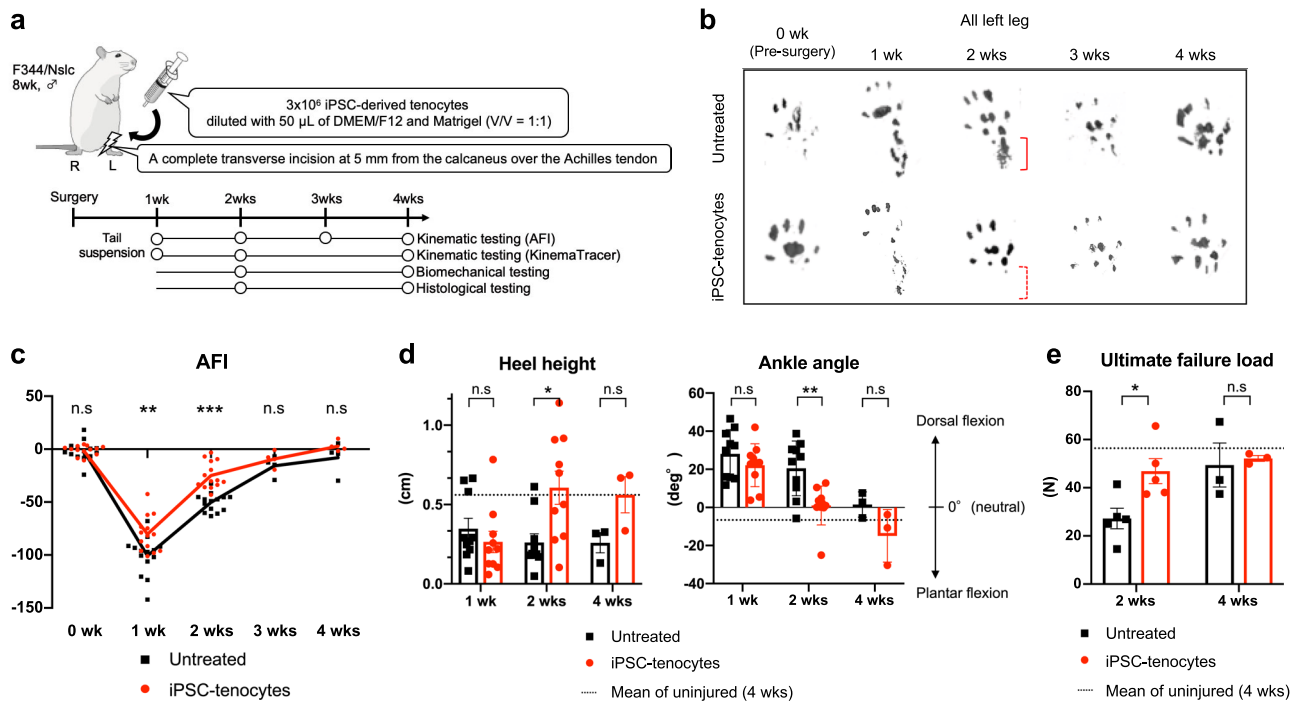 a
F344/Nslc
8wk, ♂
3x10⁶ iPSC-derived tenocytes
diluted with 50 μL of DMEM/F12 and Matrigel (V/V = 1:1)
A complete transverse incision at 5 mm from the calcaneus over the Achilles tendon
R L
Surgery
1wk 2wks 3wks 4wks
Tail
suspension
Kinematic testing (AFI)
Kinematic testing (KinemaTracer)
Biomechanical testing
Histological testing
b
All left leg
0 wk
(Pre-surgery)
1 wk 2 wks 3 wks 4 wks
Untreated
iPSC-tenocytes
c
AFI
50
0
-50
-100
-150
n.s ** *** n.s n.s
0 wk 1 wk 2 wks 3 wks 4 wks
Untreated
iPSC-tenocytes
d
Heel height
n.s * n.s
(cm)
1.0
0.5
0.0
1 wk 2 wks 4 wks
Ankle angle
n.s ** n.s
(deg°)
60
40
20
0
-20
-40
1 wk 2 wks 4 wks
Dorsal flexion
0° (neutral)
Plantar flexion
Untreated
iPSC-tenocytes
Mean of uninjured (4 wks)
e
Ultimate failure load
* n.s
(N)
80
60
40
20
0
2 wks 4 wks
Untreated
iPSC-tenocytes
Mean of uninjured (4 wks)